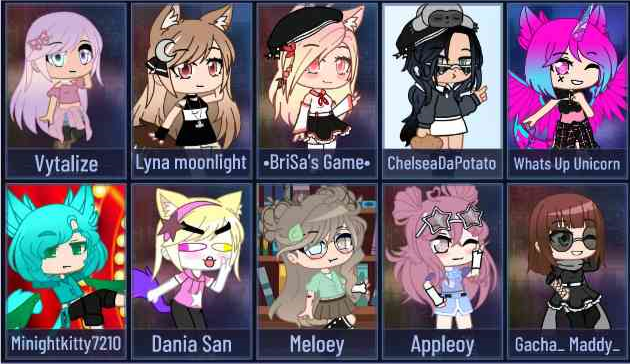 Vytalize
Lyna moonlight
•BriSa's Game•
ChelseaDaPotato
Whats Up Unicorn
Minightkitty7210
Dania San
Meloey
Appleoy
Gacha_ Maddy_